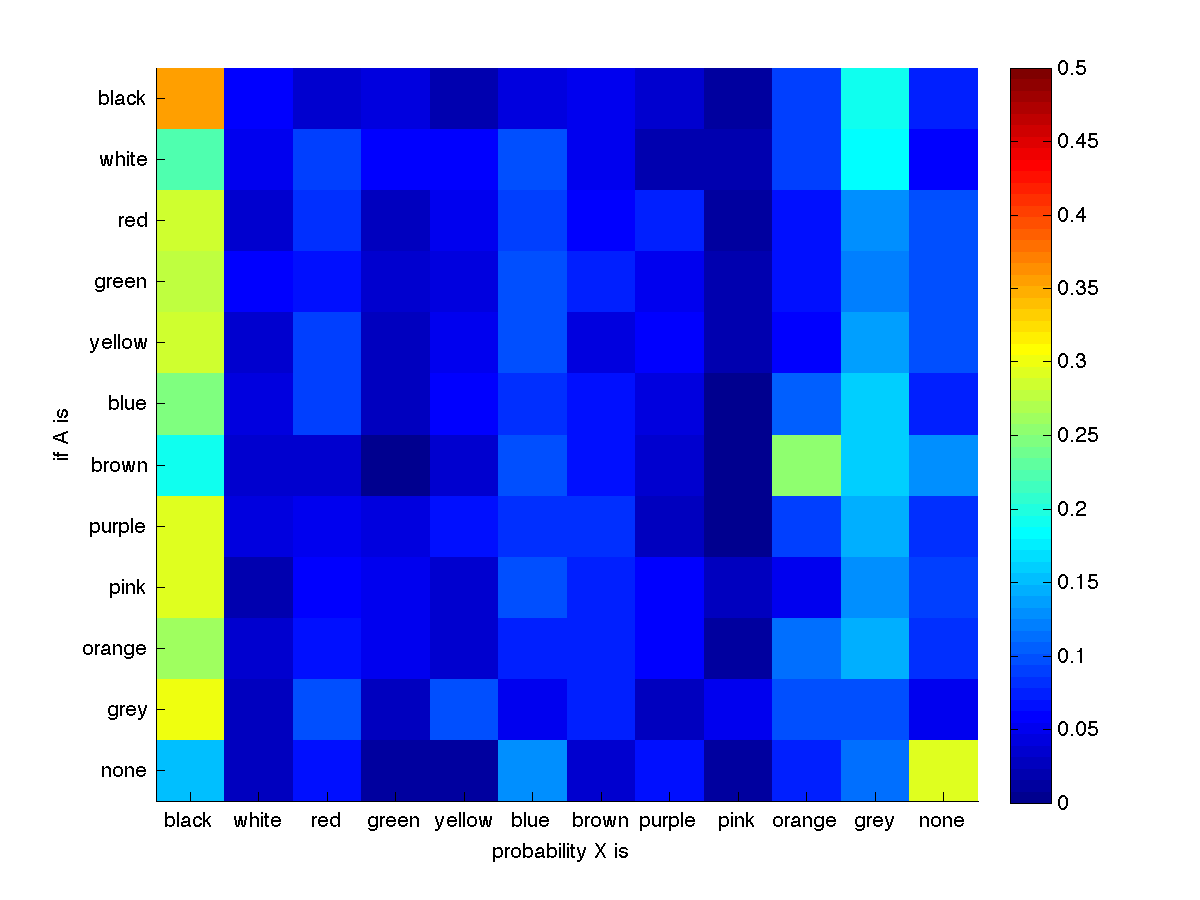 black
white
red
green
yellow
blue
brown
purple
pink
orange
grey
none
if A is
black white red green yellow blue brown purple pink orange grey none
probability X is
0.5
0.45
0.4
0.35
0.3
0.25
0.2
0.15
0.1
0.05
0